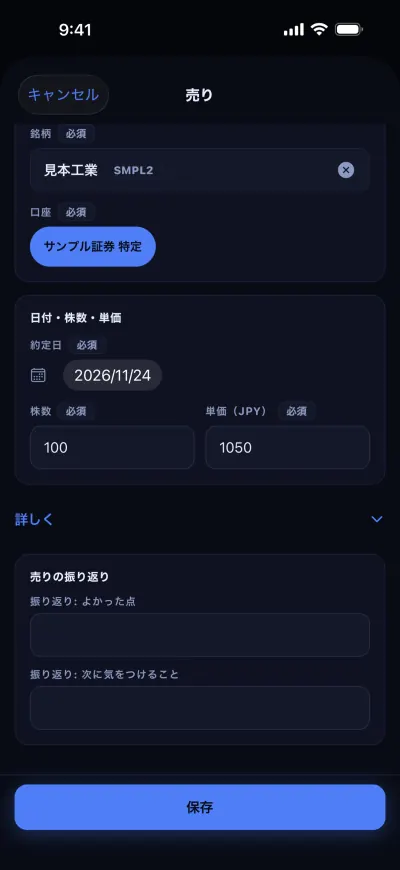 9:41
キャンセル 売り
銘柄 必須
見本工業 SMPL2
口座 必須
サンプル証券 特定
日付・株数・単価
約定日 必須
2026/11/24
株数 必須 単価（JPY） 必須
100 1050
詳しく
売りの振り返り
振り返り: よかった点
振り返り: 次に気をつけること
保存